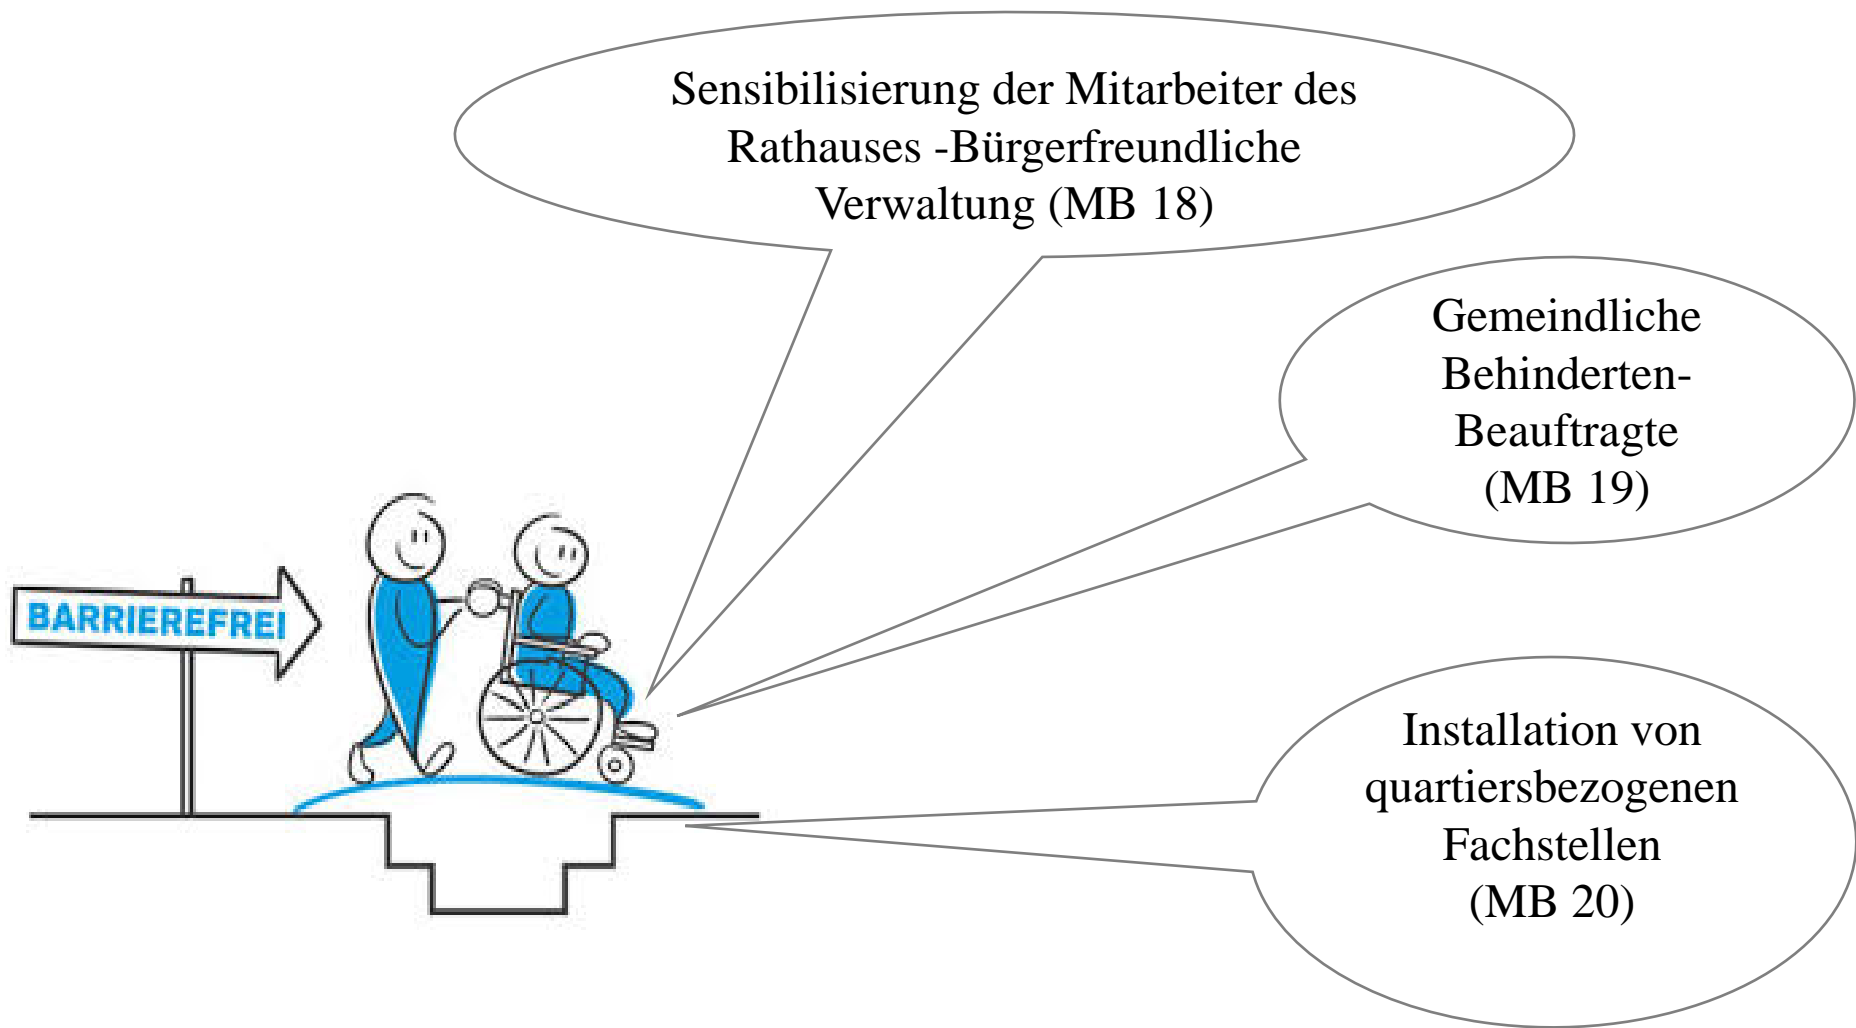 Sensibilisierung der Mitarbeiter des
Rathauses -Bürgerfreundliche
Verwaltung (MB 18)
Gemeindliche
Behinderten-
Beauftragte
(MB 19)
BARRIEREFREI
Installation von
quartiersbezogenen
Fachstellen
(MB 20)